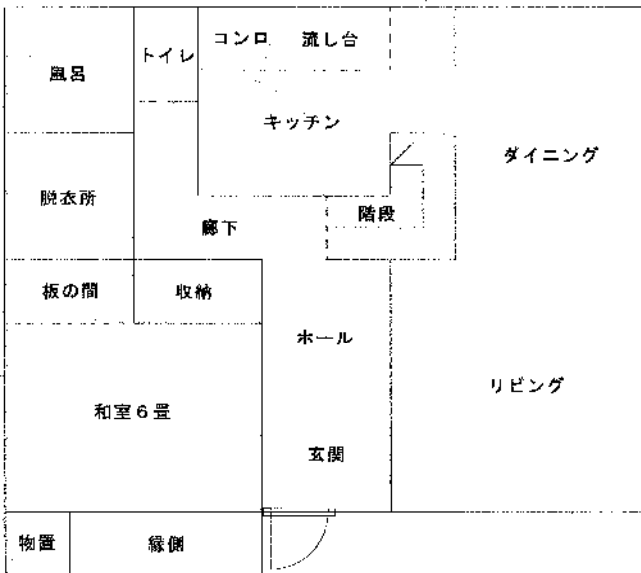 コンロ 流し台
トイレ
風呂
キッチン
ダイニング
脱衣所
階段
廊下
板の間 収納
ホール
リビング
和室6畳
玄関
物置 縁側